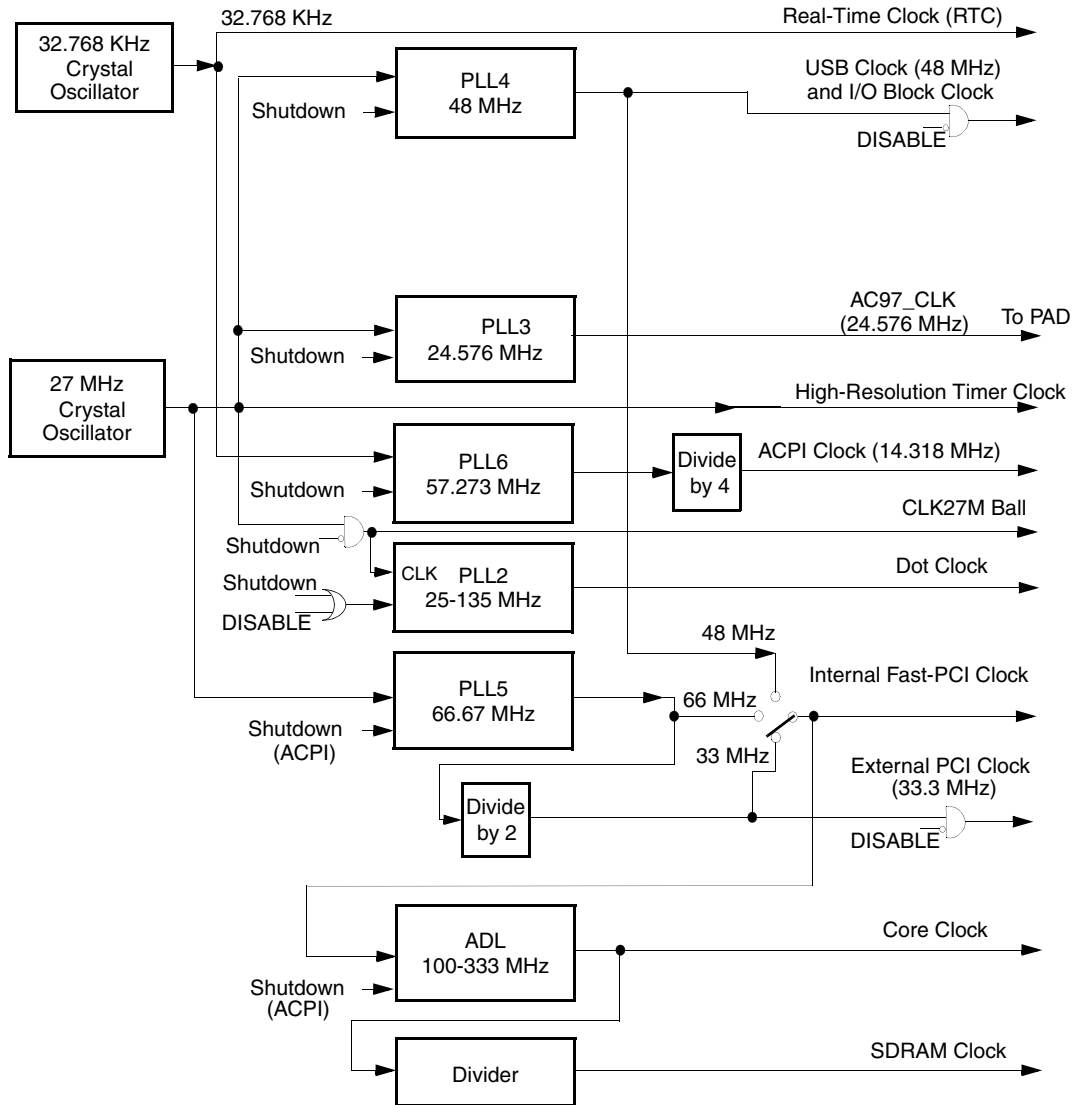 32.768 KHz
Real-Time Clock (RTC)
32.768 KHz
Crystal
Oscillator
PLL4
48 MHz
Shutdown
USB Clock (48 MHz)
and I/O Block Clock
DISABLE
PLL3
24.576 MHz
Shutdown
AC97_CLK
(24.576 MHz)
To PAD
27 MHz
Crystal
Oscillator
High-Resolution Timer Clock
PLL6
57.273 MHz
Shutdown
Divide
by 4
ACPI Clock (14.318 MHz)
CLK27M Ball
Shutdown
CLK PLL2
25-135 MHz
Shutdown
DISABLE
Dot Clock
48 MHz
PLL5
66.67 MHz
Shutdown
(ACPI)
66 MHz
Internal Fast-PCI Clock
33 MHz
Divide
by 2
External PCI Clock
(33.3 MHz)
DISABLE
ADL
100-333 MHz
Shutdown
(ACPI)
Core Clock
Divider
SDRAM Clock